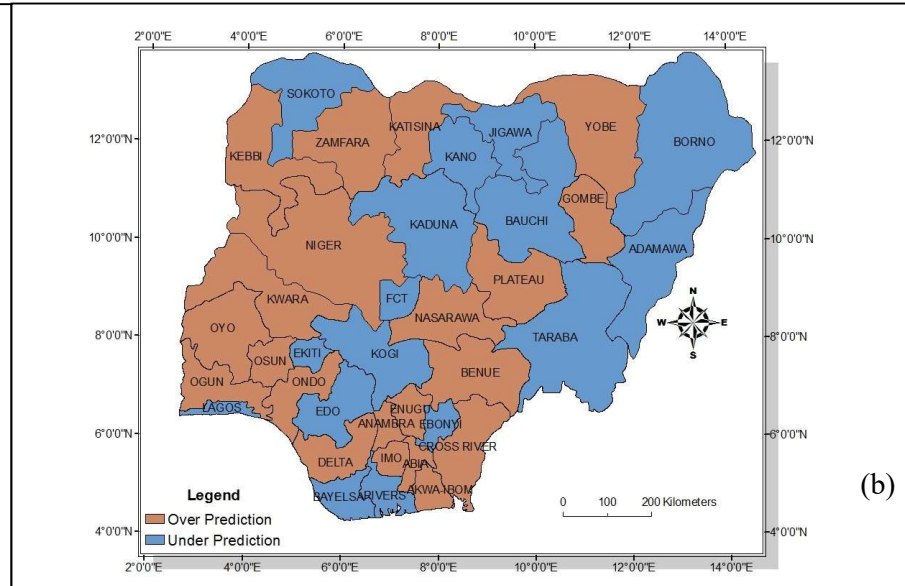 2°0'0"E 4°0'0"E 6°0'0"E 8°0'0"E 10°0'0"E 12°0'0"E 14°0'0"E
SOKOTO
12°0'0"N KEBBI ZAMFARA KATISINA KANO JIGAWA YOBE BORNO 12°0'0"N
GOMBE
KADUNA BAUCHI
10°0'0"N NIGER ADAMAWA 10°0'0"N
PLATEAU
KWARA FCT N
OYO NASARAWA W E
8°0'0"N TARABA S 8°0'0"N
OSUN EKITI KOGI
OGUN ONDO BENUE
LAGOS EDO ENUGU
6°0'0"N ANAMBRA EBONYI 6°0'0"N
CROSS RIVER
DELTA IMO ABIA
Legend BAYELSA RIVERS AKWA-IBOM (b)
Over Prediction 0 100 200 Kilometers
Under Prediction
4°0'0"N 4°0'0"N
2°0'0"E 4°0'0"E 6°0'0"E 8°0'0"E 10°0'0"E 12°0'0"E 14°0'0"E